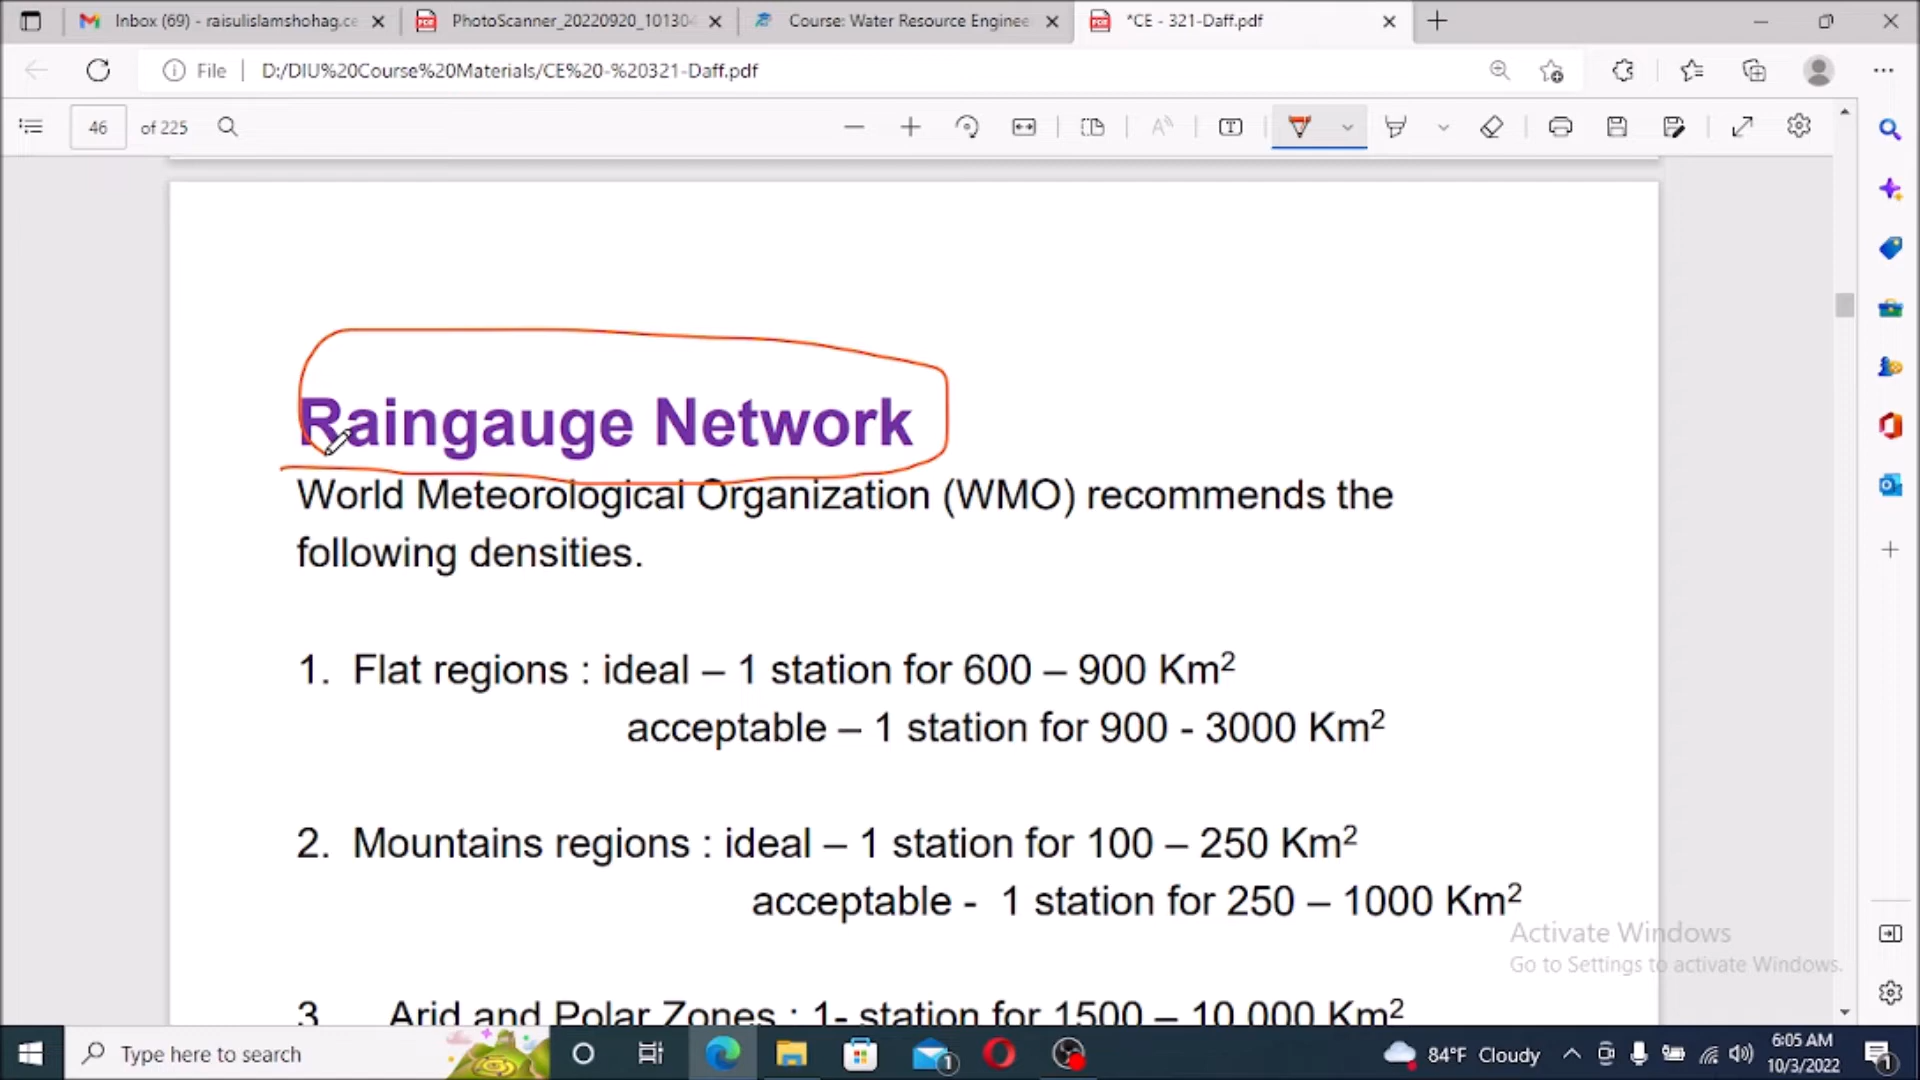 Inbox (69) - raisulislamshohag.ce
PhotoScanner_20220920_10130
Course: Water Resource Enginee
*CE - 321-Daff.pdf
File
D:/DIU%20Course%20Materials/CE%20-%20321-Daff.pdf
46
of 225
Raingauge Network
World Meteorological Organization (WMO) recommends the
following densities.
1. Flat regions : ideal – 1 station for 600 – 900 Km²
acceptable – 1 station for 900 - 3000 Km²
2. Mountains regions : ideal – 1 station for 100 – 250 Km²
acceptable - 1 station for 250 – 1000 Km²
3 Arid and Polar Zones : 1- station for 1500 – 10,000 Km²
Activate Windows
Go to Settings to activate Windows.
Type here to search
1
84°F Cloudy
6:05 AM
10/3/2022
1